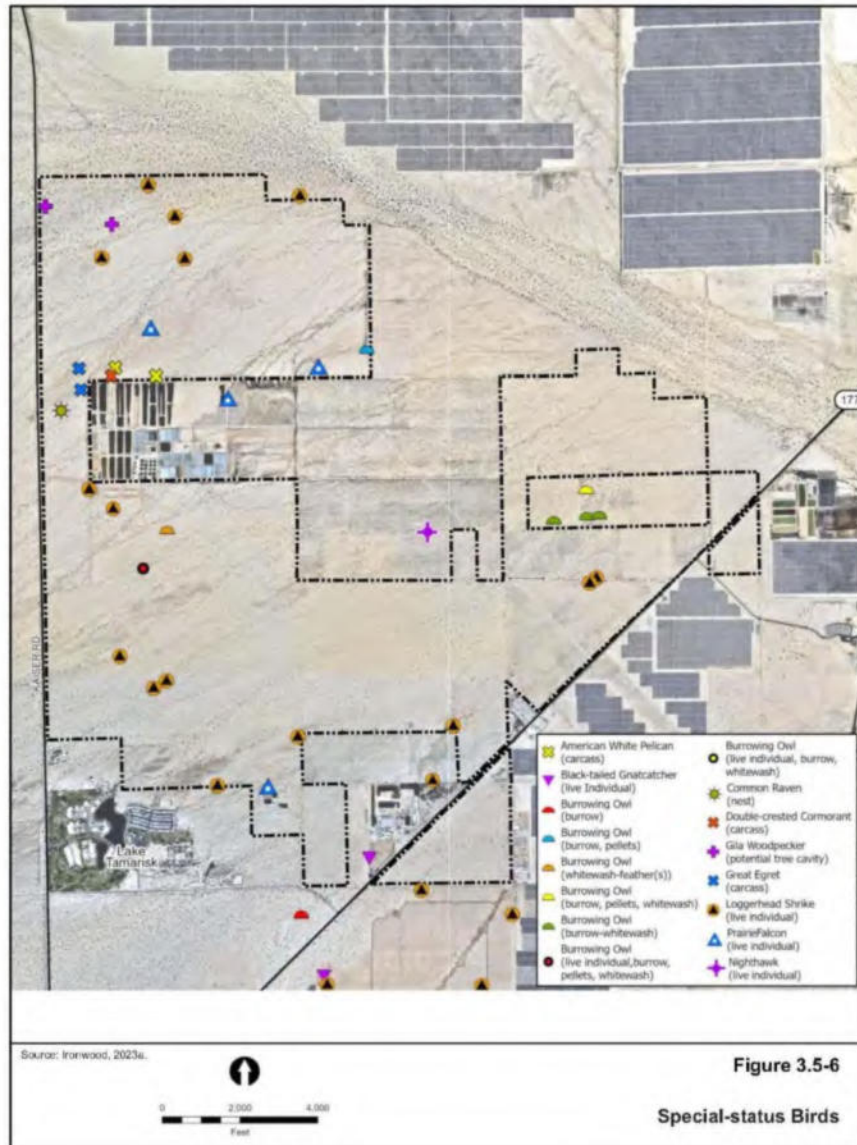 177
KAISER RD
Lake
Tamarisk
American White Pelican
(carcass)
Black-tailed Gnatcatcher
(live Individual)
Burrowing Owl
(burrow)
Burrowing Owl
(burrow, pellets)
Burrowing Owl
(whitewash-feather(s))
Burrowing Owl
(burrow, pellets, whitewash)
Burrowing Owl
(burrow-whitewash)
Burrowing Owl
(live individual,burrow,
pellets, whitewash)
Burrowing Owl
(live individual, burrow,
whitewash)
Common Raven
(nest)
Double-crested Cormorant
(carcass)
Gila Woodpecker
(potential tree cavity)
Great Egret
(carcass)
Loggerhead Shrike
(live individual)
PrairieFalcon
(live individual)
Nighthawk
(live individual)
Source: Ironwood, 2023a.
0 2,000 4,000
Feet
Figure 3.5-6
Special-status Birds